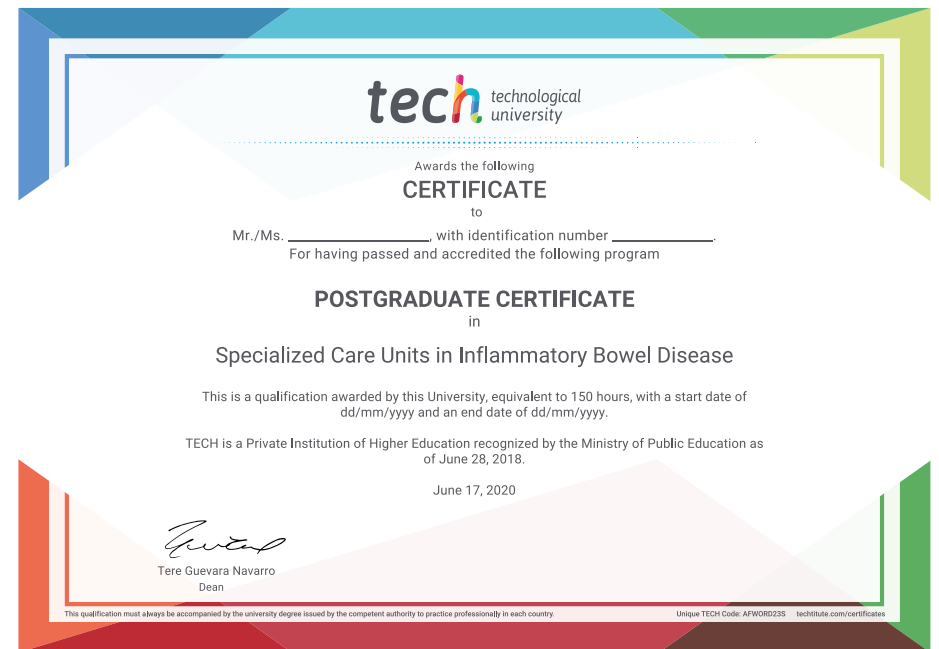 tech technological
university
Awards the following
CERTIFICATE
to
Mr./Ms. ____________, with identification number ____________.
For having passed and accredited the following program
POSTGRADUATE CERTIFICATE
in
Specialized Care Units in Inflammatory Bowel Disease
This is a qualification awarded by this University, equivalent to 150 hours, with a start date of
dd/mm/yyyy and an end date of dd/mm/yyyy.
TECH is a Private Institution of Higher Education recognized by the Ministry of Public Education as
of June 28, 2018.
June 17, 2020
Tere Guevara Navarro
Dean
This qualification must always be accompanied by the university degree issued by the competent authority to practice professionally in each country.
Unique TECH Code: AFWORD23S techtitute.com/certificates